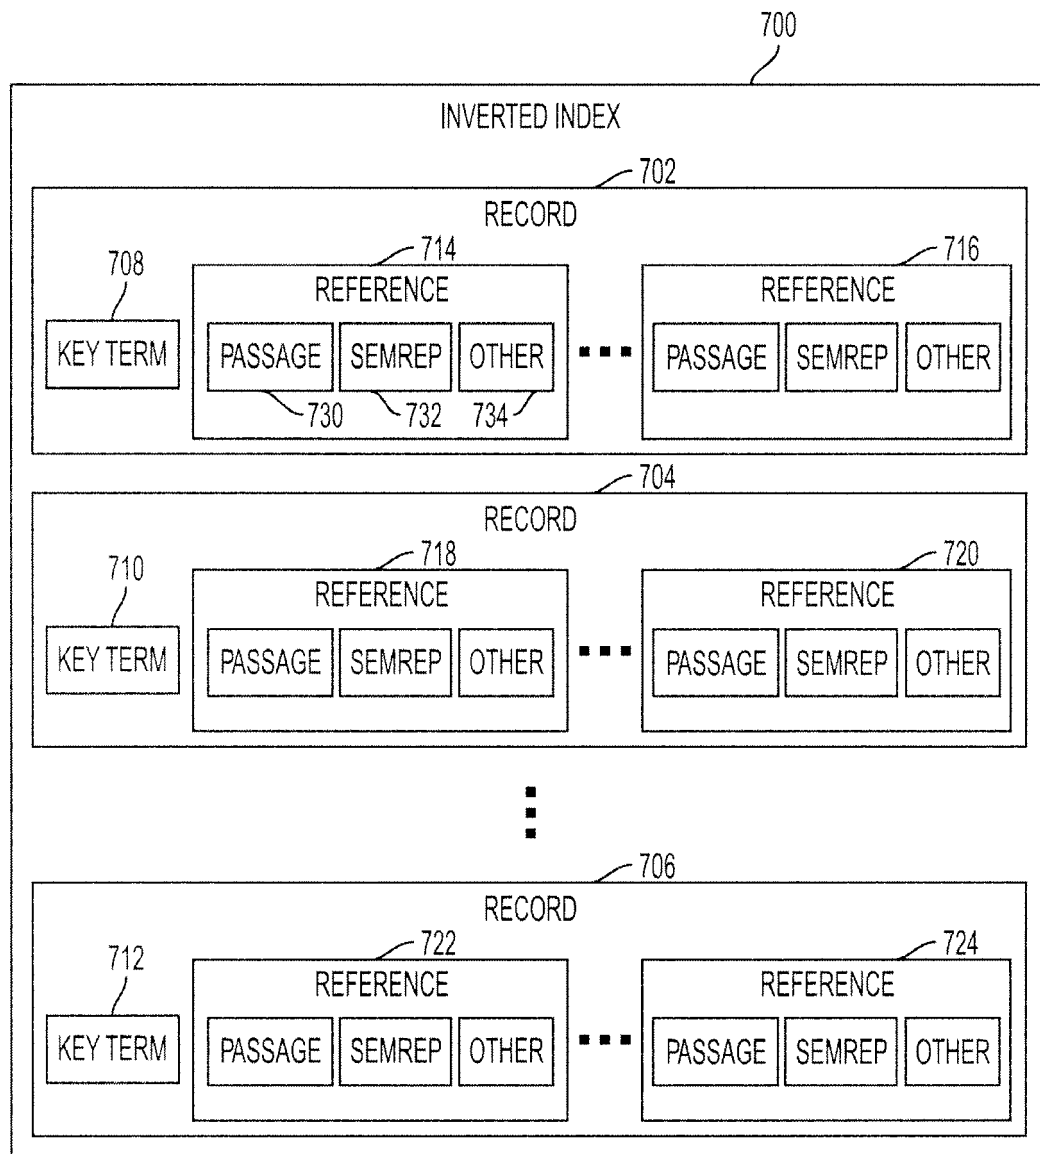 700
INVERTED INDEX
702
RECORD
708
714
716
REFERENCE
REFERENCE
KEY TERM
PASSAGE
SEMREP
OTHER
PASSAGE
SEMREP
OTHER
730
732
734
704
RECORD
710
718
720
REFERENCE
REFERENCE
KEY TERM
PASSAGE
SEMREP
OTHER
PASSAGE
SEMREP
OTHER
706
RECORD
712
722
724
REFERENCE
REFERENCE
KEY TERM
PASSAGE
SEMREP
OTHER
PASSAGE
SEMREP
OTHER